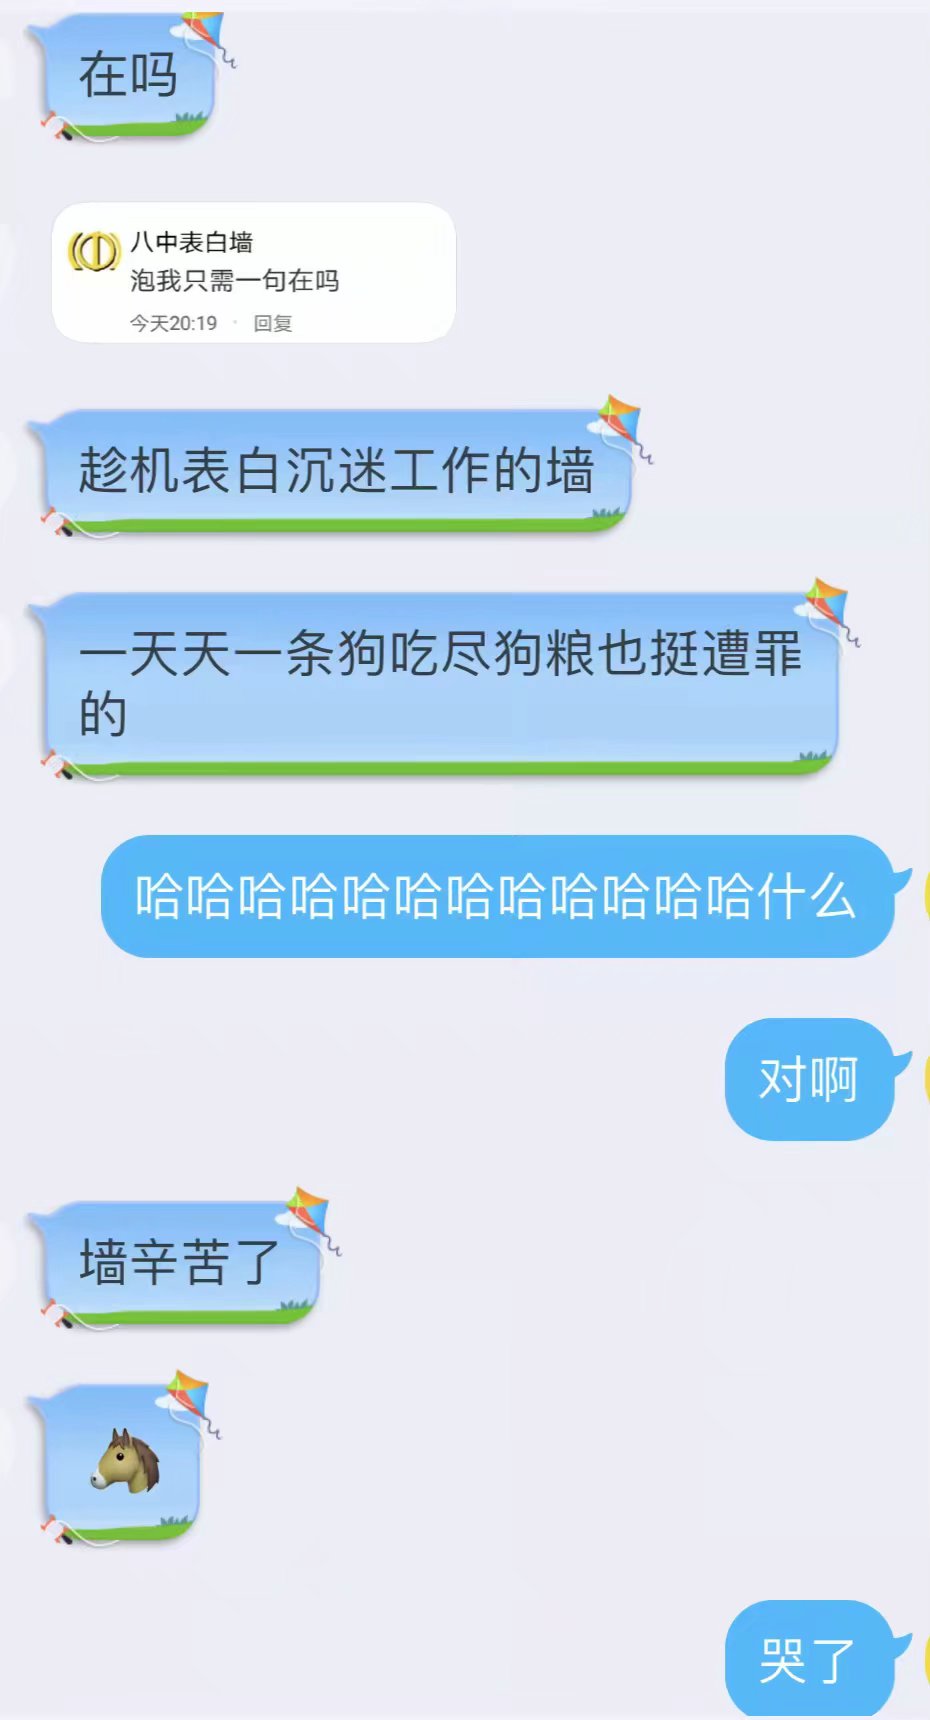 在吗
八中表白墙
泡我只需一句在吗
今天20:19 · 回复
趁机表白沉迷工作的墙
一天天一条狗吃尽狗粮也挺遭罪
的
哈哈哈哈哈哈哈哈哈哈哈哈什么
对啊
墙辛苦了
🐴
哭了